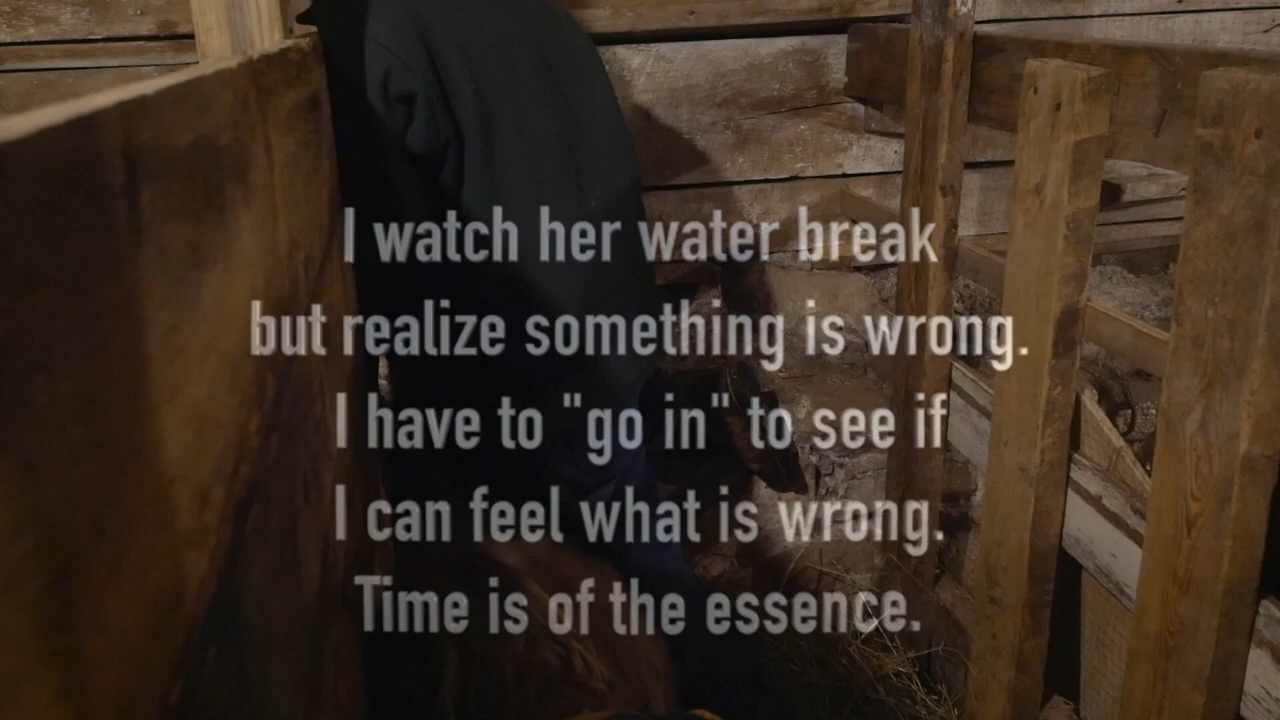 I watch her water break
but realize something is wrong.
I have to "go in" to see if
I can feel what is wrong.
Time is of the essence.